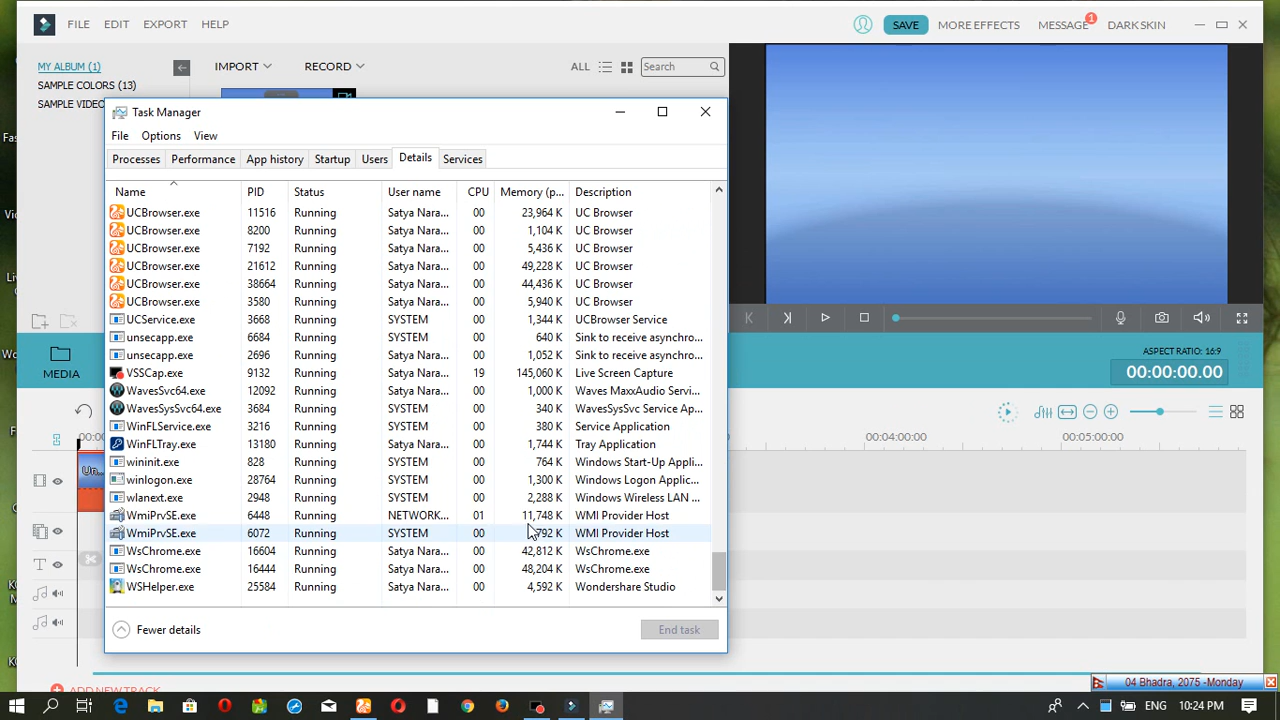 FILE EDIT EXPORT HELP
SAVE MORE EFFECTS MESSAGE 1 DARK SKIN
MY ALBUM (1)
IMPORT RECORD ALL Search
SAMPLE COLORS (13)
SAMPLE VIDEO
Task Manager
File Options View
Processes Performance App history Startup Users Details Services
Name PID Status User name CPU Memory (p... Description
UCBrowser.exe 11516 Running Satya Nara... 00 23,964 K UC Browser
UCBrowser.exe 8200 Running Satya Nara... 00 1,104 K UC Browser
UCBrowser.exe 7192 Running Satya Nara... 00 5,436 K UC Browser
UCBrowser.exe 21612 Running Satya Nara... 00 49,228 K UC Browser
UCBrowser.exe 38664 Running Satya Nara... 00 44,436 K UC Browser
UCBrowser.exe 3580 Running Satya Nara... 00 5,940 K UC Browser
UCService.exe 3668 Running SYSTEM 00 1,344 K UCBrowser Service
unsecapp.exe 6684 Running SYSTEM 00 640 K Sink to receive asynchro...
unsecapp.exe 2696 Running Satya Nara... 00 1,052 K Sink to receive asynchro...
VSSCap.exe 9132 Running Satya Nara... 19 145,060 K Live Screen Capture
WavesSvc64.exe 12092 Running Satya Nara... 00 1,000 K Waves MaxxAudio Servi...
WavesSysSvc64.exe 3684 Running SYSTEM 00 340 K WavesSysSvc Service Ap...
WinFLService.exe 3216 Running SYSTEM 00 380 K Service Application
WinFLTray.exe 13180 Running Satya Nara... 00 1,744 K Tray Application
wininit.exe 828 Running SYSTEM 00 764 K Windows Start-Up Appli...
winlogon.exe 28764 Running SYSTEM 00 1,300 K Windows Logon Applic...
wlanext.exe 2948 Running SYSTEM 00 2,288 K Windows Wireless LAN ...
WmiPrvSE.exe 6448 Running NETWORK... 01 11,748 K WMI Provider Host
WmiPrvSE.exe 6072 Running SYSTEM 00 792 K WMI Provider Host
WsChrome.exe 16604 Running Satya Nara... 00 42,812 K WsChrome.exe
WsChrome.exe 16444 Running Satya Nara... 00 48,204 K WsChrome.exe
WSHelper.exe 25584 Running Satya Nara... 00 4,592 K Wondershare Studio
Fewer details End task
MEDIA
ASPECT RATIO: 16:9
00:00:00.00
00:04:00:00 00:05:00:00
Un...
T
ADD NEW TRACK
04 Bhadra, 2075 -Monday
ENG 10:24 PM